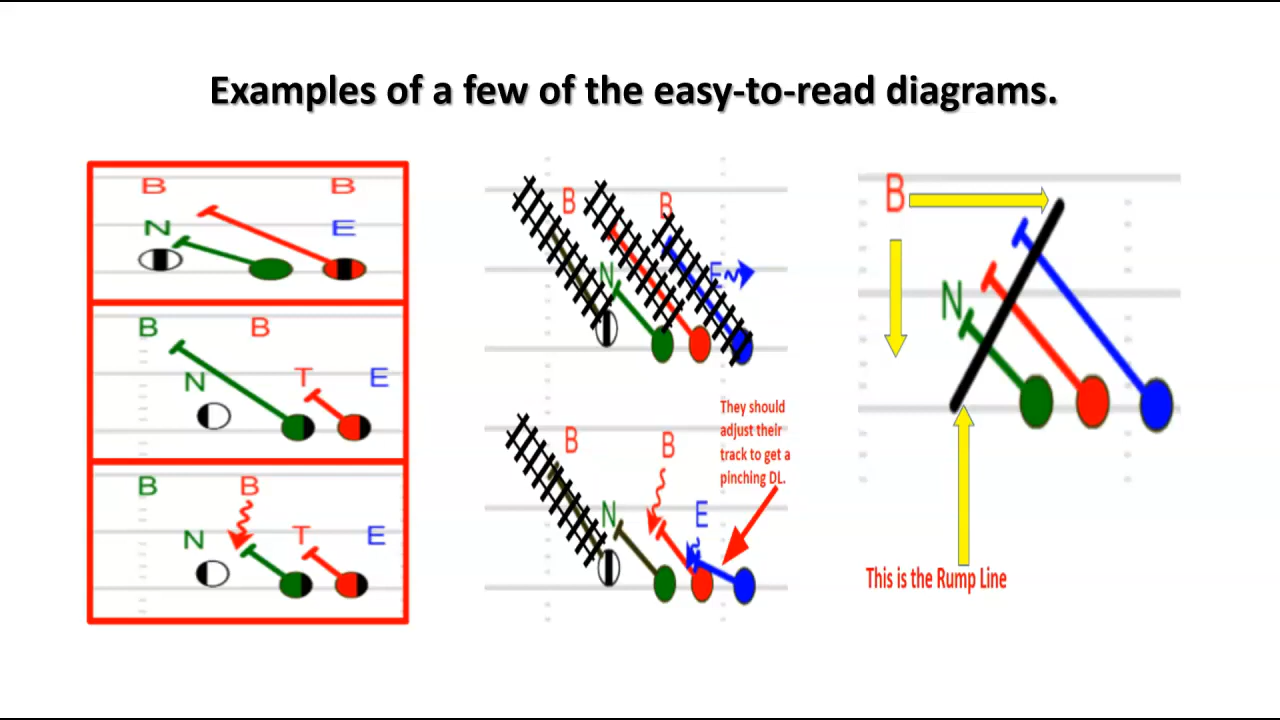 Examples of a few of the easy-to-read diagrams.
B B
N E
B B
N T E
B B
N T E
B B
N E
B B
N E
They should
adjust their
track to get a
pinching DL.
B
N
This is the Rump Line